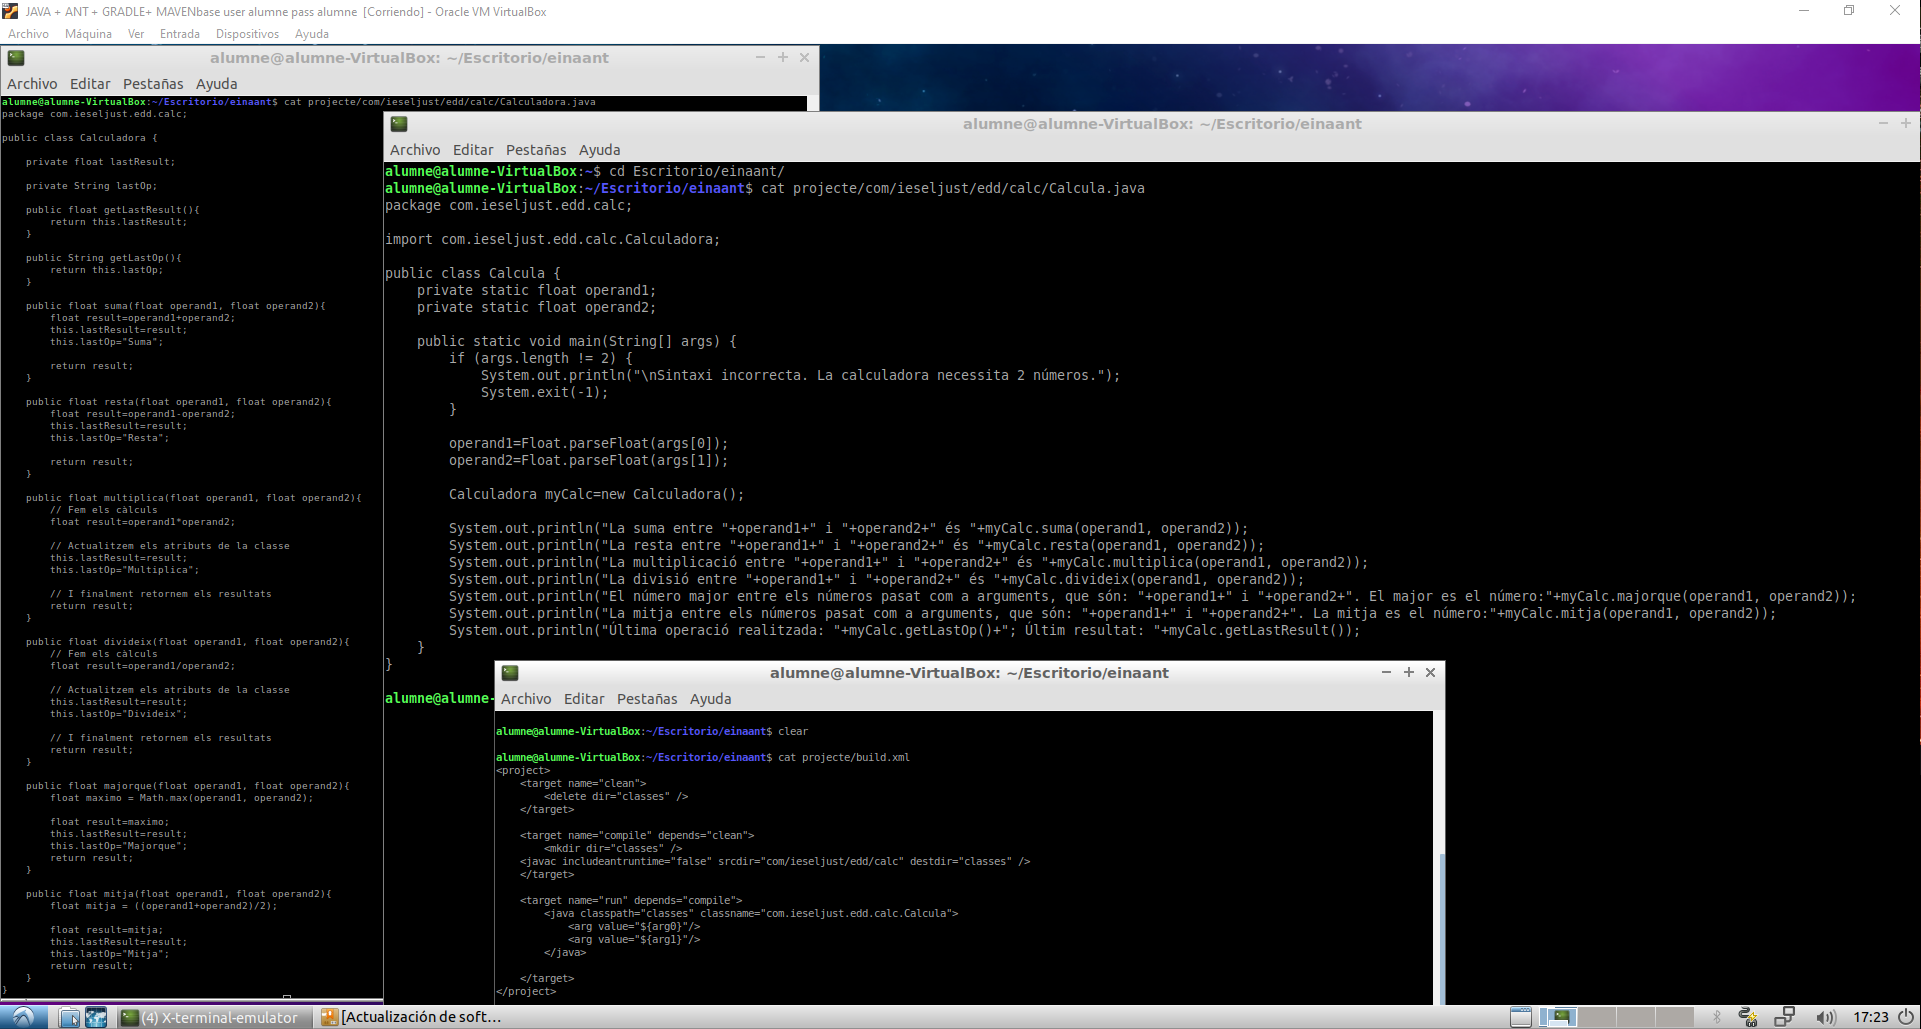 JAVA + ANT + GRADLE+ MAVENbase user alumne pass alumne  [Corriendo] - Oracle VM VirtualBox
Archivo Máquina Ver Entrada Dispositivos Ayuda
alumne@alumne-VirtualBox: ~/Escritorio/einaant
Archivo Editar Pestañas Ayuda
alumne@alumne-VirtualBox:~/Escritorio/einaant$ cat projecte/com/ieseljust/edd/calc/Calculadora.java
package com.ieseljust.edd.calc;
public class Calculadora {
    private float lastResult;
    private String lastOp;
    public float getLastResult(){
        return this.lastResult;
    }
    public String getLastOp(){
        return this.lastOp;
    }
    public float suma(float operand1, float operand2){
        float result=operand1+operand2;
        this.lastResult=result;
        this.lastOp="Suma";
        return result;
    }
    public float resta(float operand1, float operand2){
        float result=operand1-operand2;
        this.lastResult=result;
        this.lastOp="Resta";
        return result;
    }
    public float multiplica(float operand1, float operand2){
        // Fem els càlculs
        float result=operand1*operand2;
        // Actualitzem els atributs de la classe
        this.lastResult=result;
        this.lastOp="Multiplica";
        // I finalment retornem els resultats
        return result;
    }
    public float divideix(float operand1, float operand2){
        // Fem els càlculs
        float result=operand1/operand2;
        // Actualitzem els atributs de la classe
        this.lastResult=result;
        this.lastOp="Divideix";
        // I finalment retornem els resultats
        return result;
    }
    public float majorque(float operand1, float operand2){
        float maximo = Math.max(operand1, operand2);
        float result=maximo;
        this.lastResult=result;
        this.lastOp="Majorque";
        return result;
    }
    public float mitja(float operand1, float operand2){
        float mitja = ((operand1+operand2)/2);
        float result=mitja;
        this.lastResult=result;
        this.lastOp="Mitja";
        return result;
    }
}
alumne@alumne-VirtualBox: ~/Escritorio/einaant
Archivo Editar Pestañas Ayuda
alumne@alumne-VirtualBox:~$ cd Escritorio/einaant/
alumne@alumne-VirtualBox:~/Escritorio/einaant$ cat projecte/com/ieseljust/edd/calc/Calcula.java
package com.ieseljust.edd.calc;
import com.ieseljust.edd.calc.Calculadora;
public class Calcula {
    private static float operand1;
    private static float operand2;
    public static void main(String[] args) {
        if (args.length != 2) {
            System.out.println("\nSintaxi incorrecta. La calculadora necessita 2 números.");
            System.exit(-1);
        }
        operand1=Float.parseFloat(args[0]);
        operand2=Float.parseFloat(args[1]);
        Calculadora myCalc=new Calculadora();
        System.out.println("La suma entre "+operand1+" i "+operand2+" és "+myCalc.suma(operand1, operand2));
        System.out.println("La resta entre "+operand1+" i "+operand2+" és "+myCalc.resta(operand1, operand2));
        System.out.println("La multiplicació entre "+operand1+" i "+operand2+" és "+myCalc.multiplica(operand1, operand2));
        System.out.println("La divisió entre "+operand1+" i "+operand2+" és "+myCalc.divideix(operand1, operand2));
        System.out.println("El número major entre els números pasat com a arguments, que són: "+operand1+" i "+operand2+". El major es el número:"+myCalc.majorque(operand1, operand2));
        System.out.println("La mitja entre els números pasat com a arguments, que són: "+operand1+" i "+operand2+". La mitja es el número:"+myCalc.mitja(operand1, operand2));
        System.out.println("Última operació realitzada: "+myCalc.getLastOp()+"; Últim resultat: "+myCalc.getLastResult());
    }
}
alumne@alumne-
alumne@alumne-VirtualBox: ~/Escritorio/einaant
Archivo Editar Pestañas Ayuda
alumne@alumne-VirtualBox:~/Escritorio/einaant$ clear
alumne@alumne-VirtualBox:~/Escritorio/einaant$ cat projecte/build.xml
<project>
    <target name="clean">
        <delete dir="classes" />
    </target>
    <target name="compile" depends="clean">
        <mkdir dir="classes" />
    <javac includeantruntime="false" srcdir="com/ieseljust/edd/calc" destdir="classes" />
    </target>
    <target name="run" depends="compile">
        <java classpath="classes" classname="com.ieseljust.edd.calc.Calcula">
            <arg value="${arg0}"/>
            <arg value="${arg1}"/>
        </java>
    </target>
</project>
(4) X-terminal-emulator
[Actualización de soft...
17:23